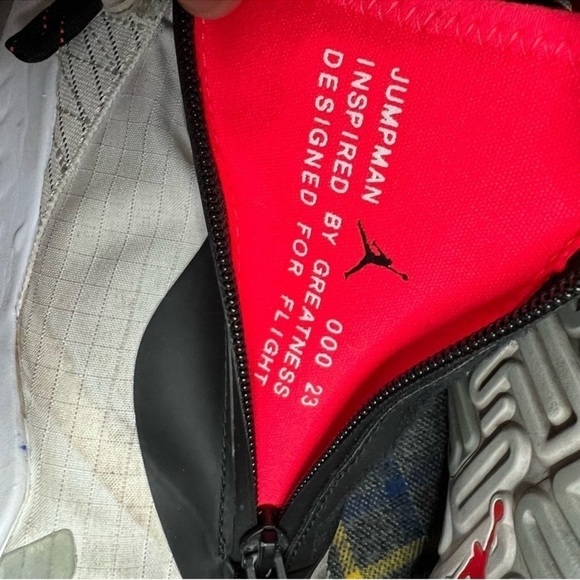 JUMPMAN 000 23
INSPIRED BY GREATNESS
DESIGNED FOR FLIGHT